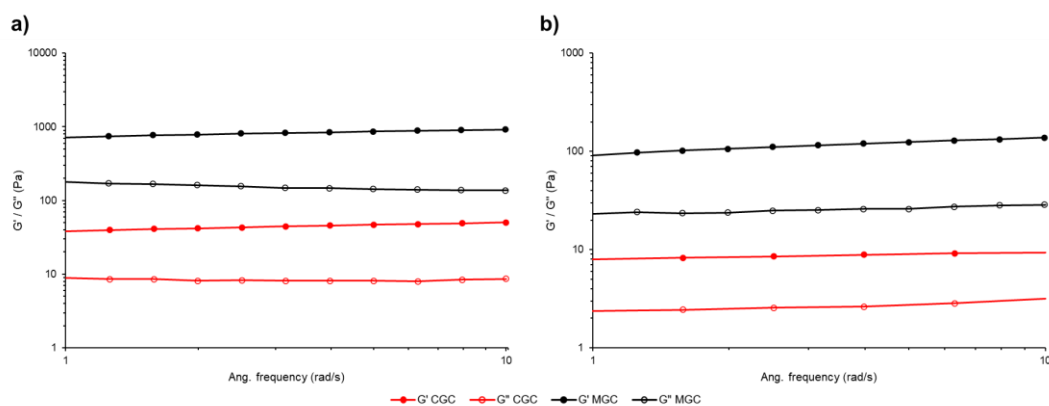 a)
10000
1000
100
10
1
G' / G" (Pa)
1
10
Ang. frequency (rad/s)
b)
1000
100
10
1
G' / G" (Pa)
1
10
Ang. frequency (rad/s)
G' CGC G" CGC G' MGC G" MGC